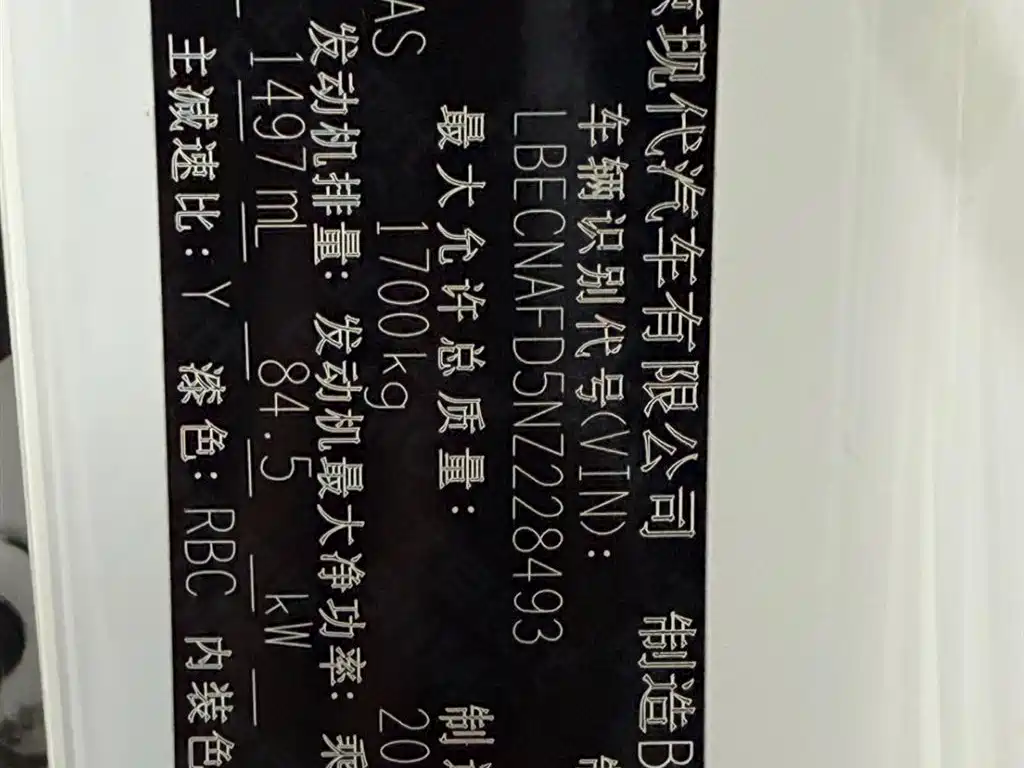 现代汽车有限公司 制造
车辆识别代号(VIN):
LBECNAFD5NZ228493
最大允许总质量: 制
AS 1700kg 20
发动机排量: 发动机最大净功率: 乘
1497mL 84.5 kW
主减速比: Y 漆色: RBC 内装色